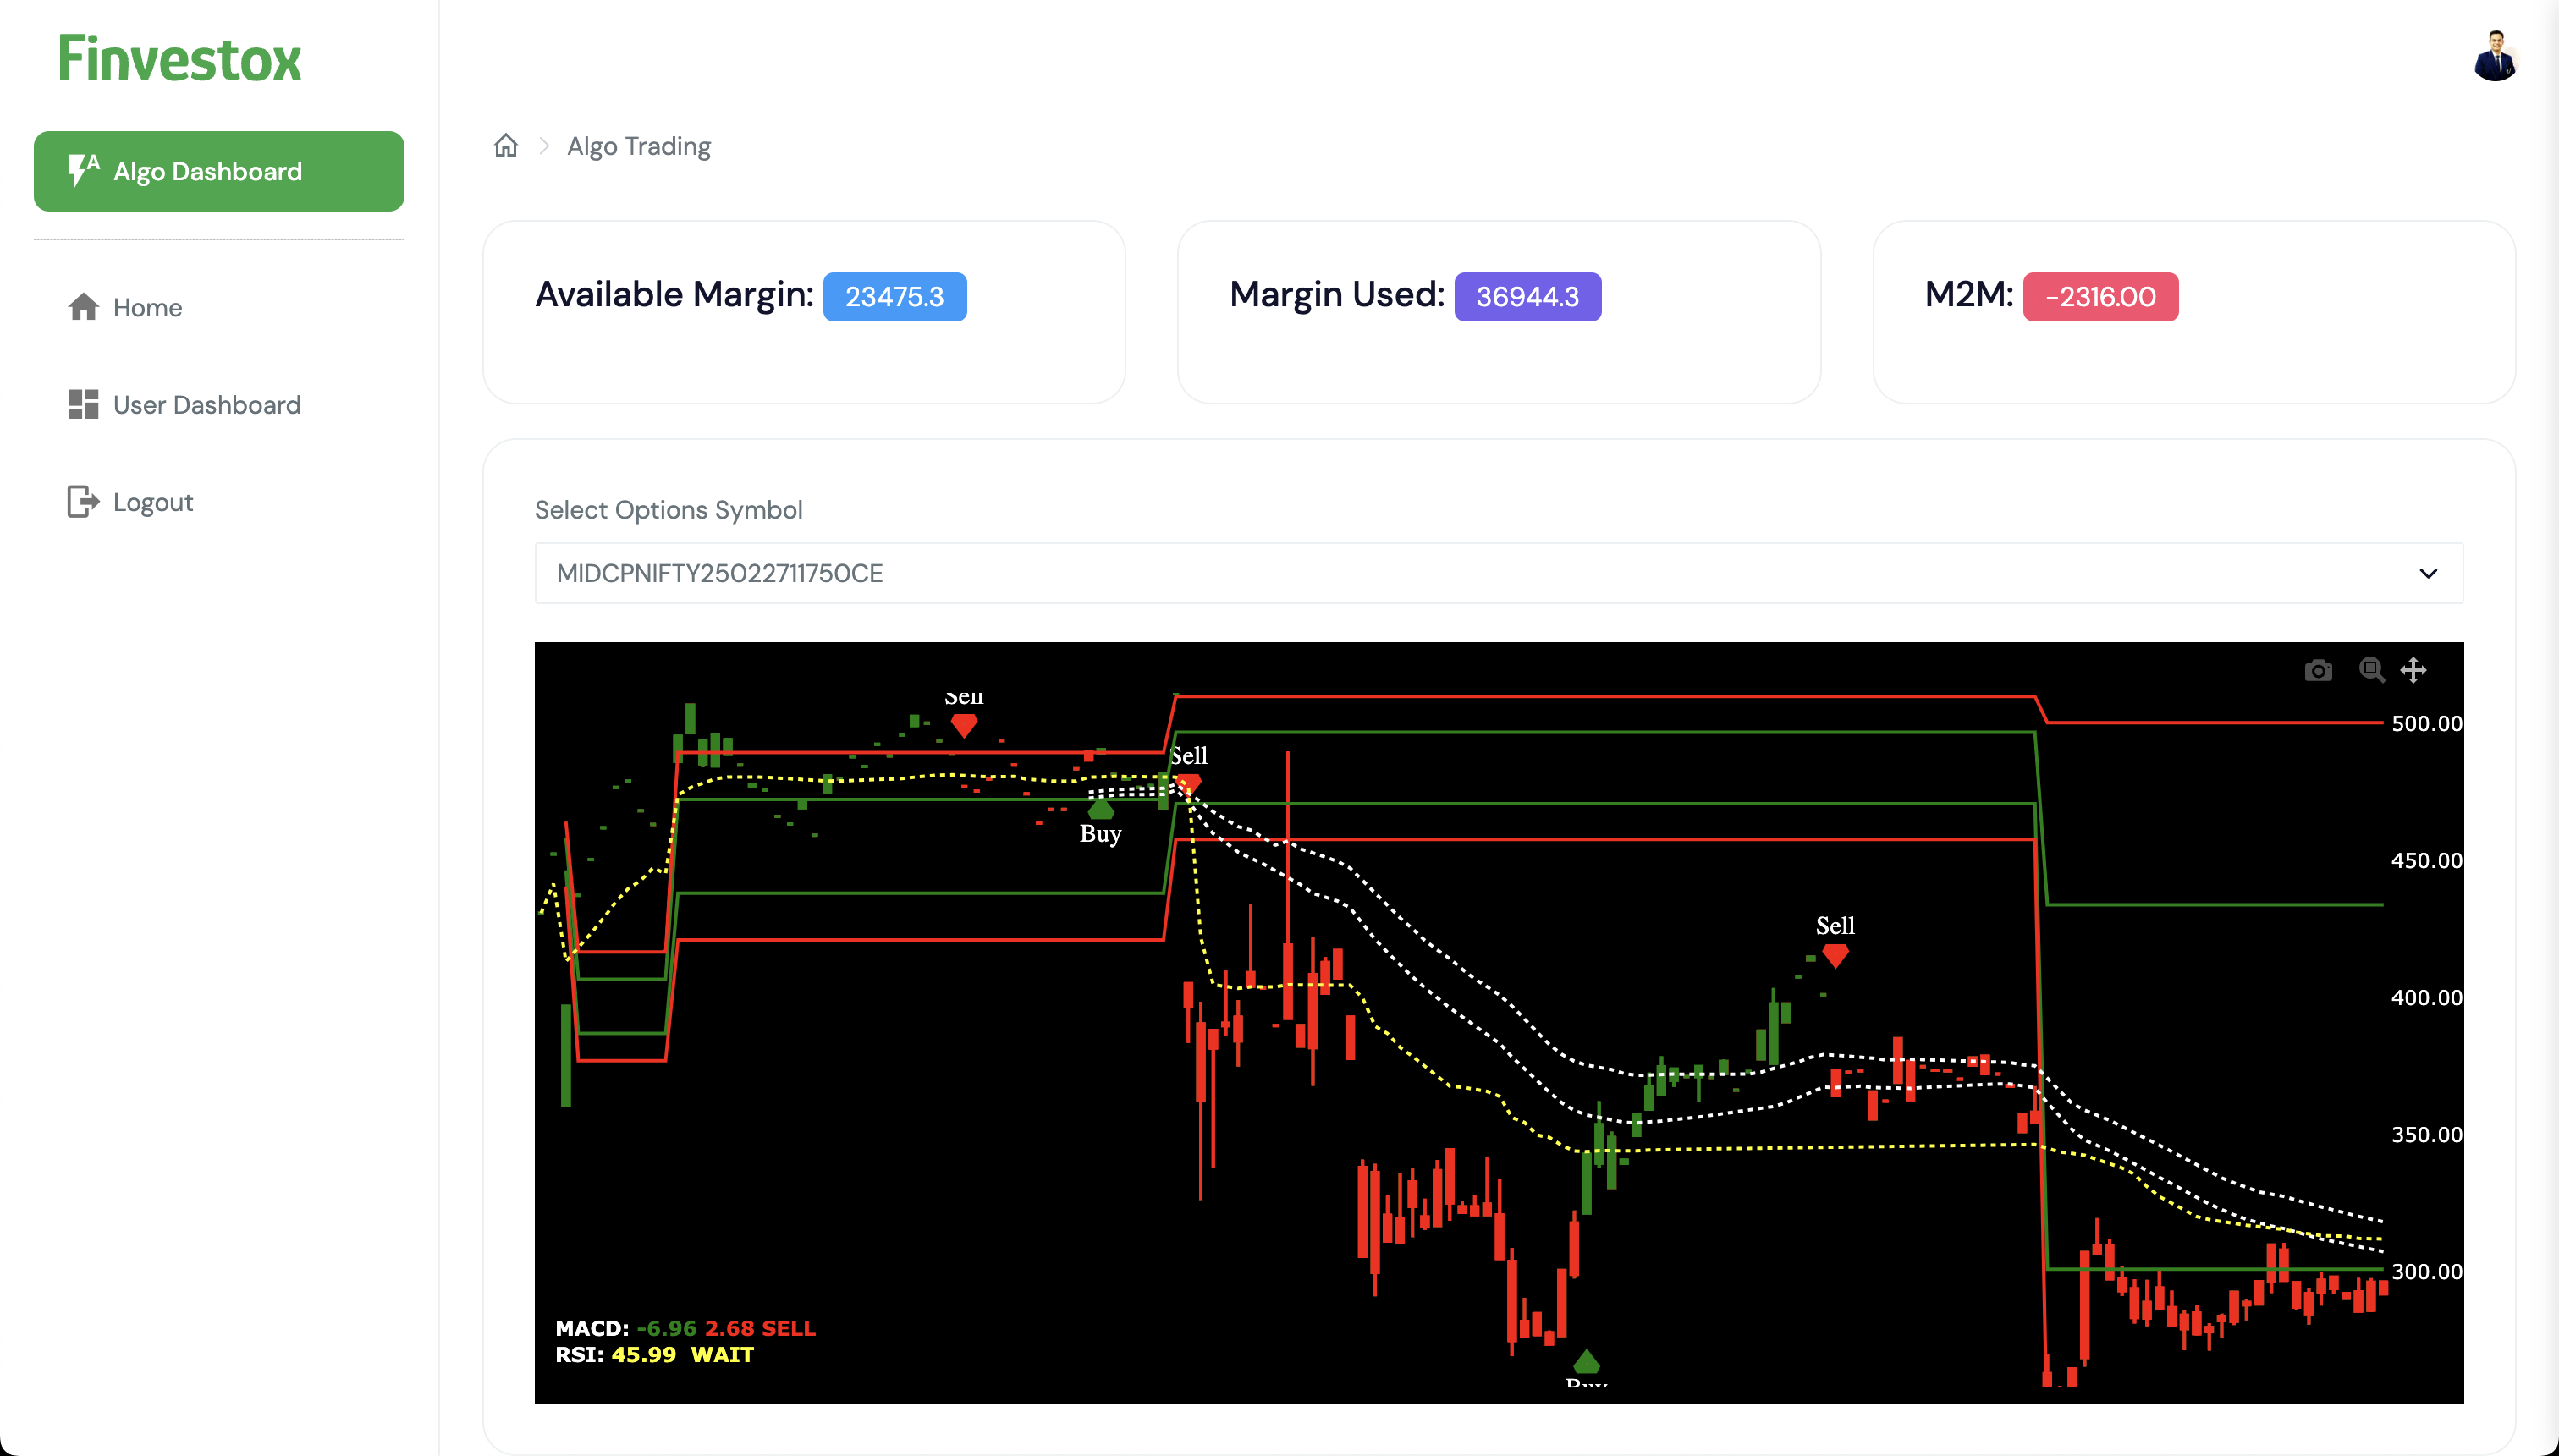 Finvestox
Algo Dashboard
Home
User Dashboard
Logout
Algo Trading
Available Margin: 23475.3
Margin Used: 36944.3
M2M: -2316.00
Select Options Symbol
MIDCPNIFTY25022711750CE
Sell
Sell
Buy
Sell
Buy
500.00
450.00
400.00
350.00
300.00
MACD: -6.96 2.68 SELL
RSI: 45.99 WAIT